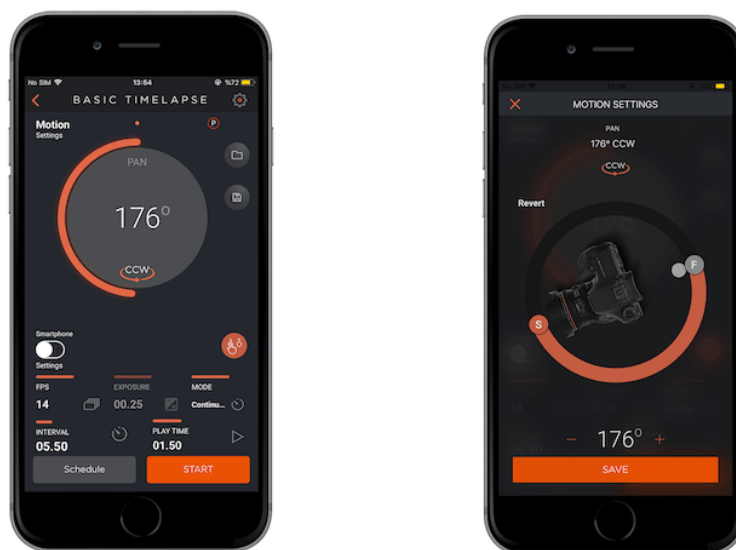 No SIM 13:54 %72
BASIC TIMELAPSE
Motion
Settings
P
PAN
176°
CCW
Smartphone
Settings
FPS EXPOSURE MODE
14 00.25 Continu...
INTERVAL PLAY TIME
05.50 01.50
Schedule START
MOTION SETTINGS
PAN
176° CCW
CCW
Revert
F
S
- 176° +
SAVE